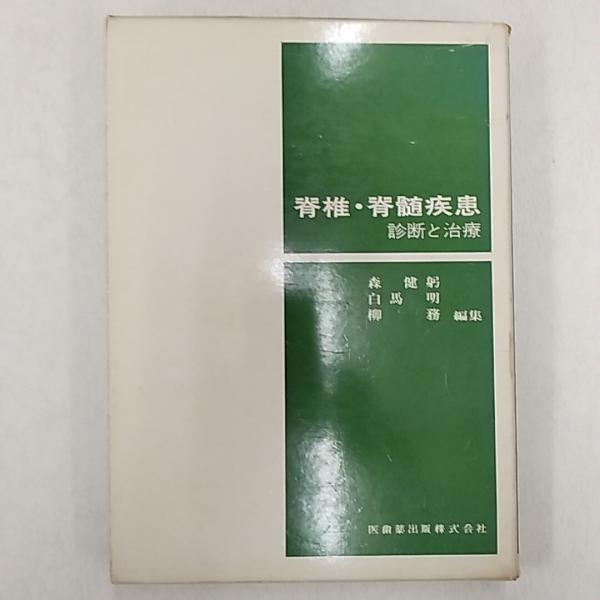 脊椎・脊髄疾患
診断と治療
森 健躬
白馬 明
柳 務 編集
医歯薬出版株式会社